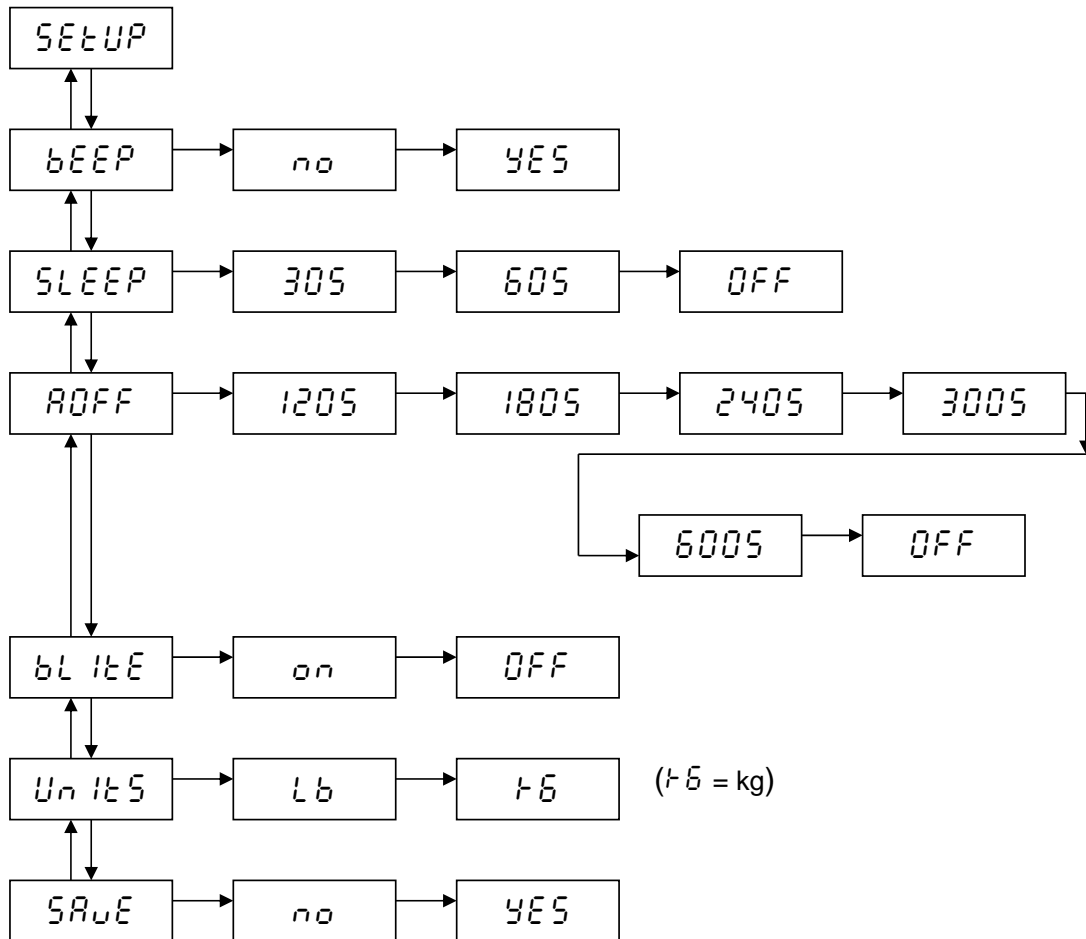 SEtUP
bEEP no YES
SLEEP 30S 60S OFF
AOFF 120S 180S 240S 300S
600S OFF
bLItE on OFF
UnItS Lb kG (kG = kg)
SAvE no YES